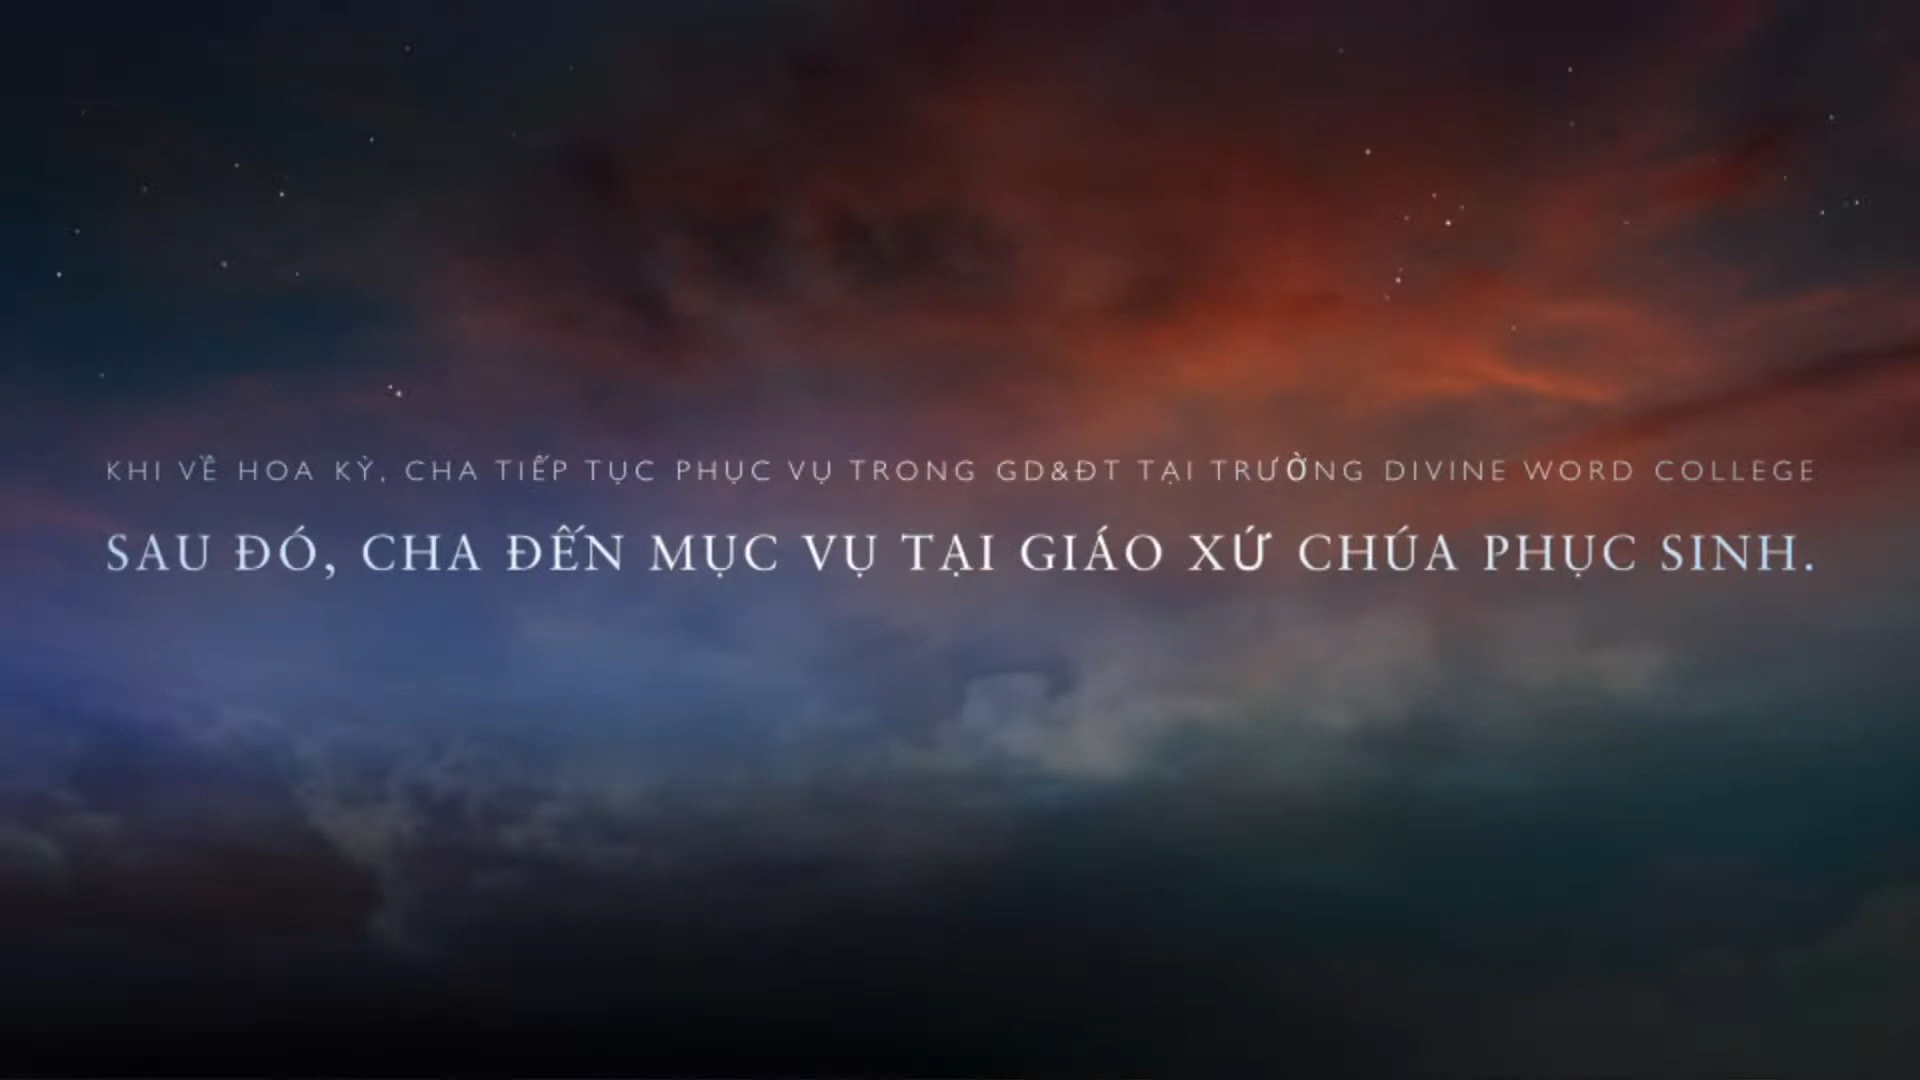 KHI VỀ HOA KỲ, CHA TIẾP TỤC PHỤC VỤ TRONG GD&ĐT TẠI TRƯỜNG DIVINE WORD COLLEGE
SAU ĐÓ, CHA ĐẾN MỤC VỤ TẠI GIÁO XỨ CHÚA PHỤC SINH.